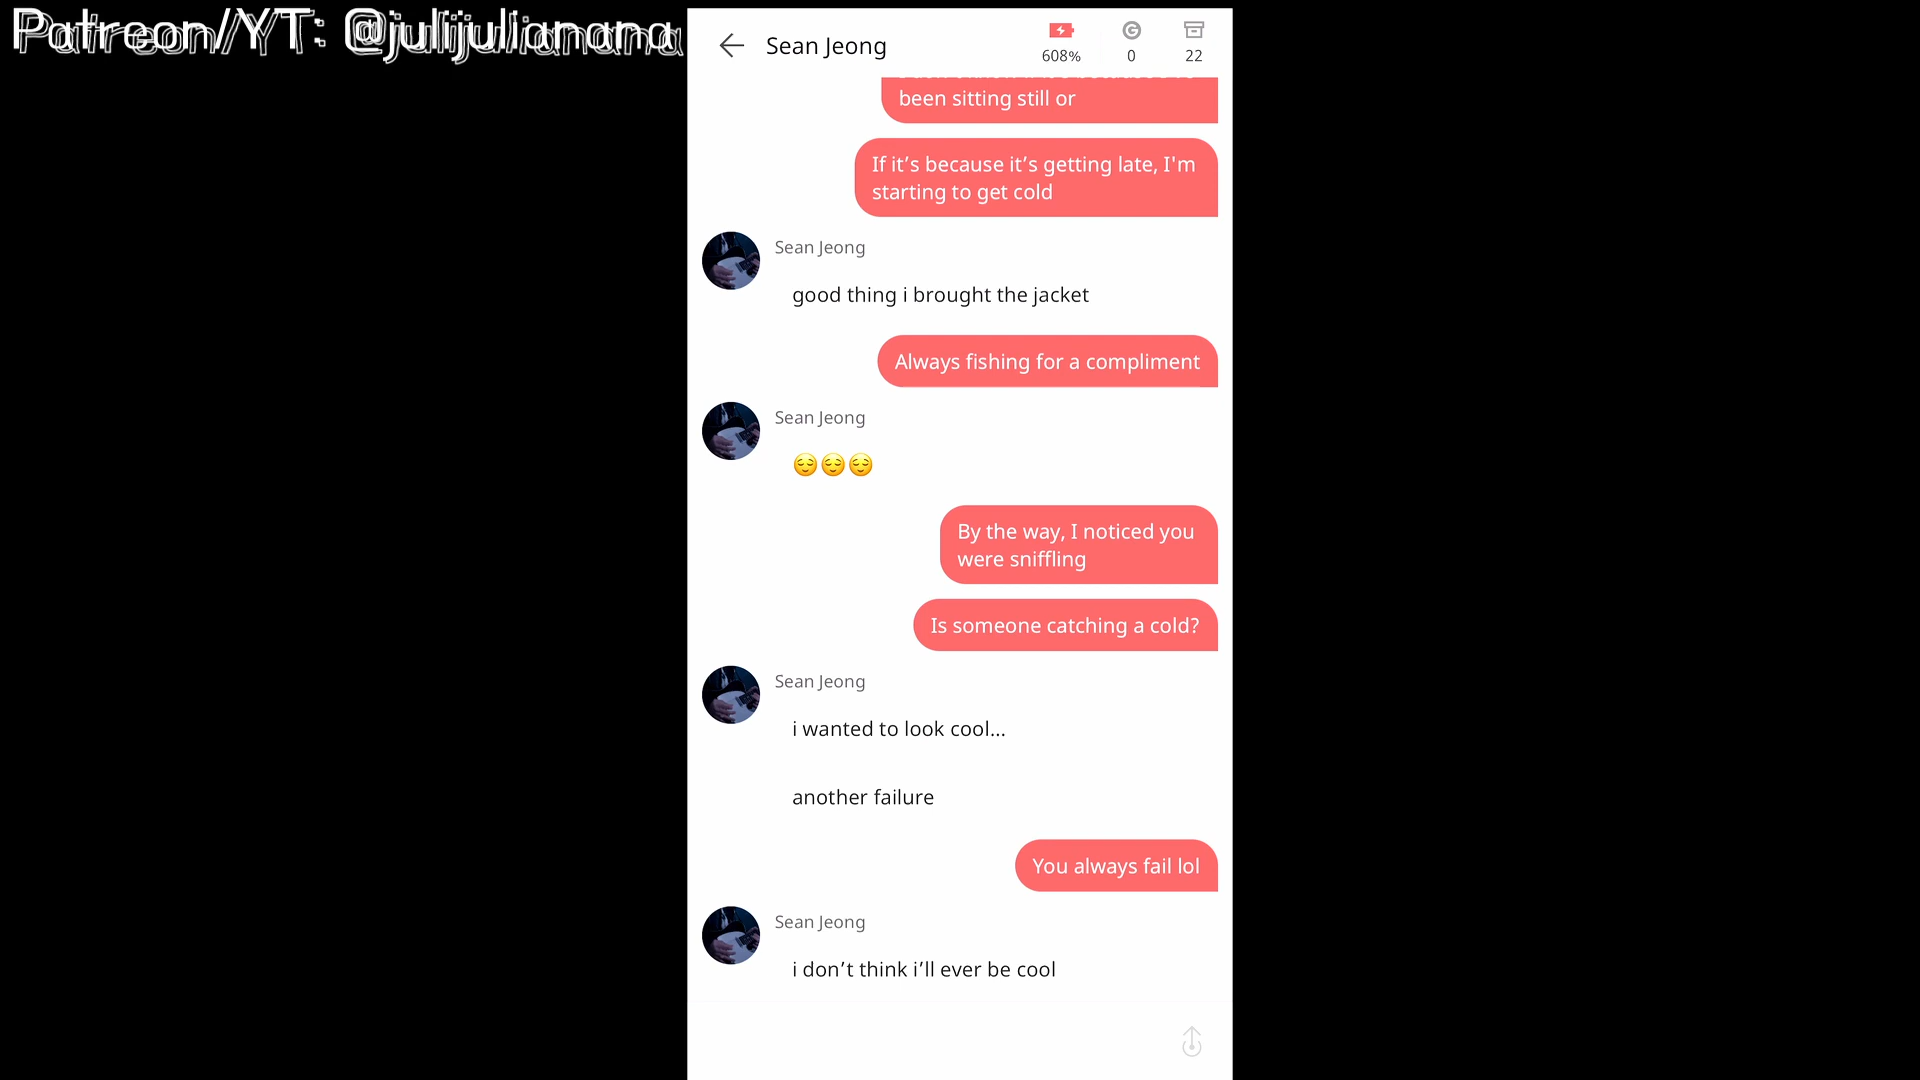 Patreon/YT: @julijulianana
Sean Jeong
608%
0
22
been sitting still or
If it’s because it’s getting late, I'm
starting to get cold
Sean Jeong
good thing i brought the jacket
Always fishing for a compliment
Sean Jeong
😌😌😌
By the way, I noticed you
were sniffling
Is someone catching a cold?
Sean Jeong
i wanted to look cool...
another failure
You always fail lol
Sean Jeong
i don’t think i’ll ever be cool